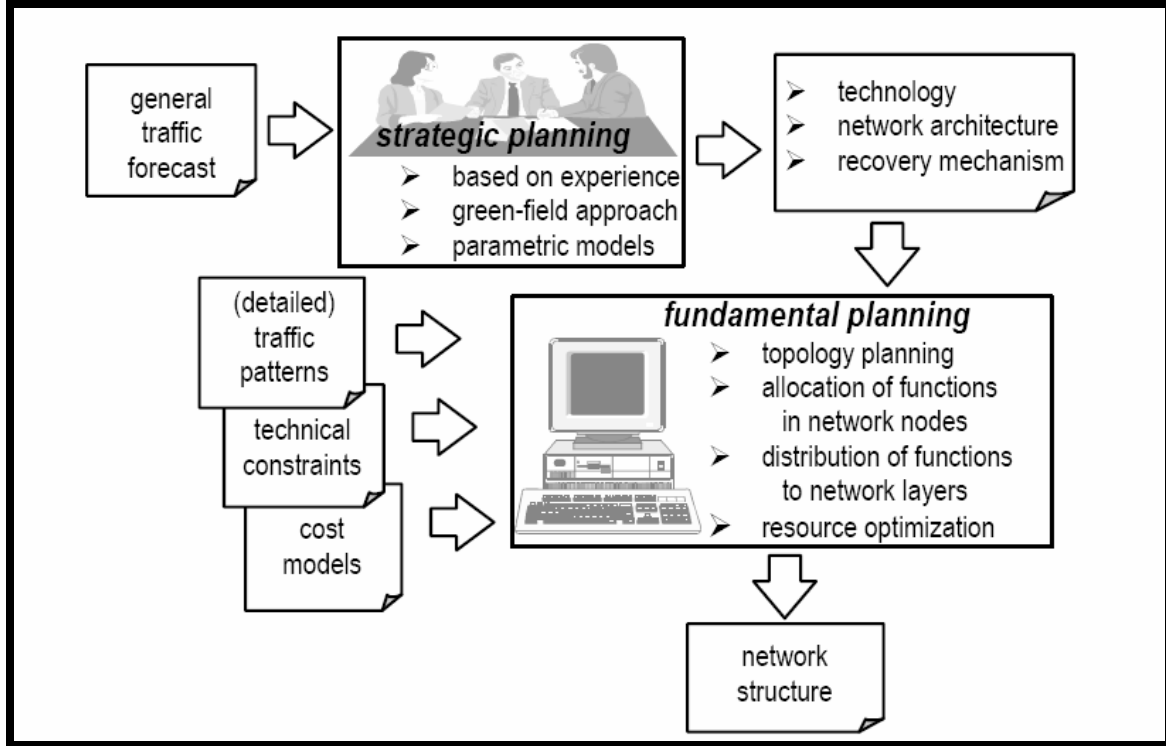 general
traffic
forecast
strategic planning
➢ based on experience
➢ green-field approach
➢ parametric models
➢ technology
➢ network architecture
➢ recovery mechanism
(detailed)
traffic
patterns
technical
constraints
cost
models
fundamental planning
➢ topology planning
➢ allocation of functions
in network nodes
➢ distribution of functions
to network layers
➢ resource optimization
network
structure